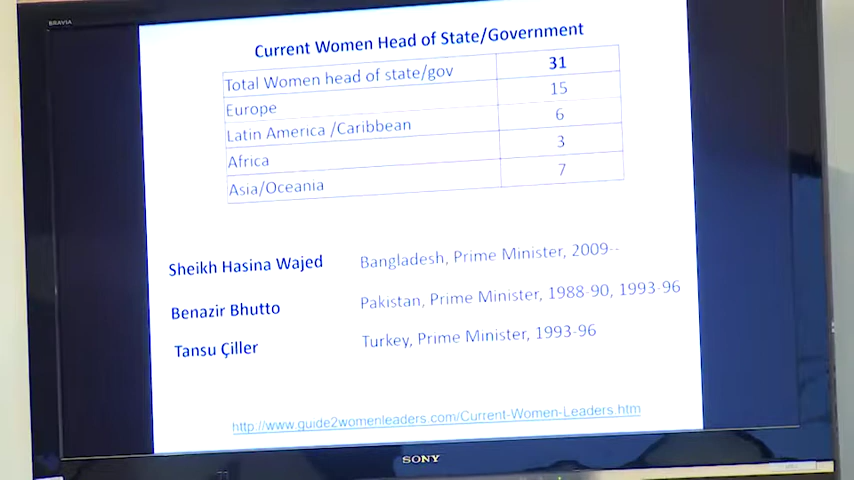 BRAVIA
Current Women Head of State/Government
Total Women head of state/gov 31
Europe 15
Latin America /Caribbean 6
Africa 3
Asia/Oceania 7
Sheikh Hasina Wajed Bangladesh, Prime Minister, 2009--
Benazir Bhutto Pakistan, Prime Minister, 1988-90, 1993-96
Tansu Çiller Turkey, Prime Minister, 1993-96
http://www.guide2womenleaders.com/Current-Women-Leaders.htm
SONY